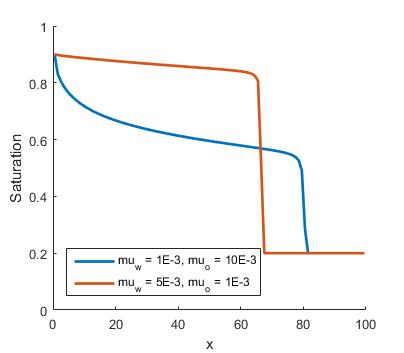 1
0.8
0.6
0.4
0.2
0
Saturation
mu_w = 1E-3, mu_o = 10E-3
mu_w = 5E-3, mu_o = 1E-3
0 20 40 60 80 100
x